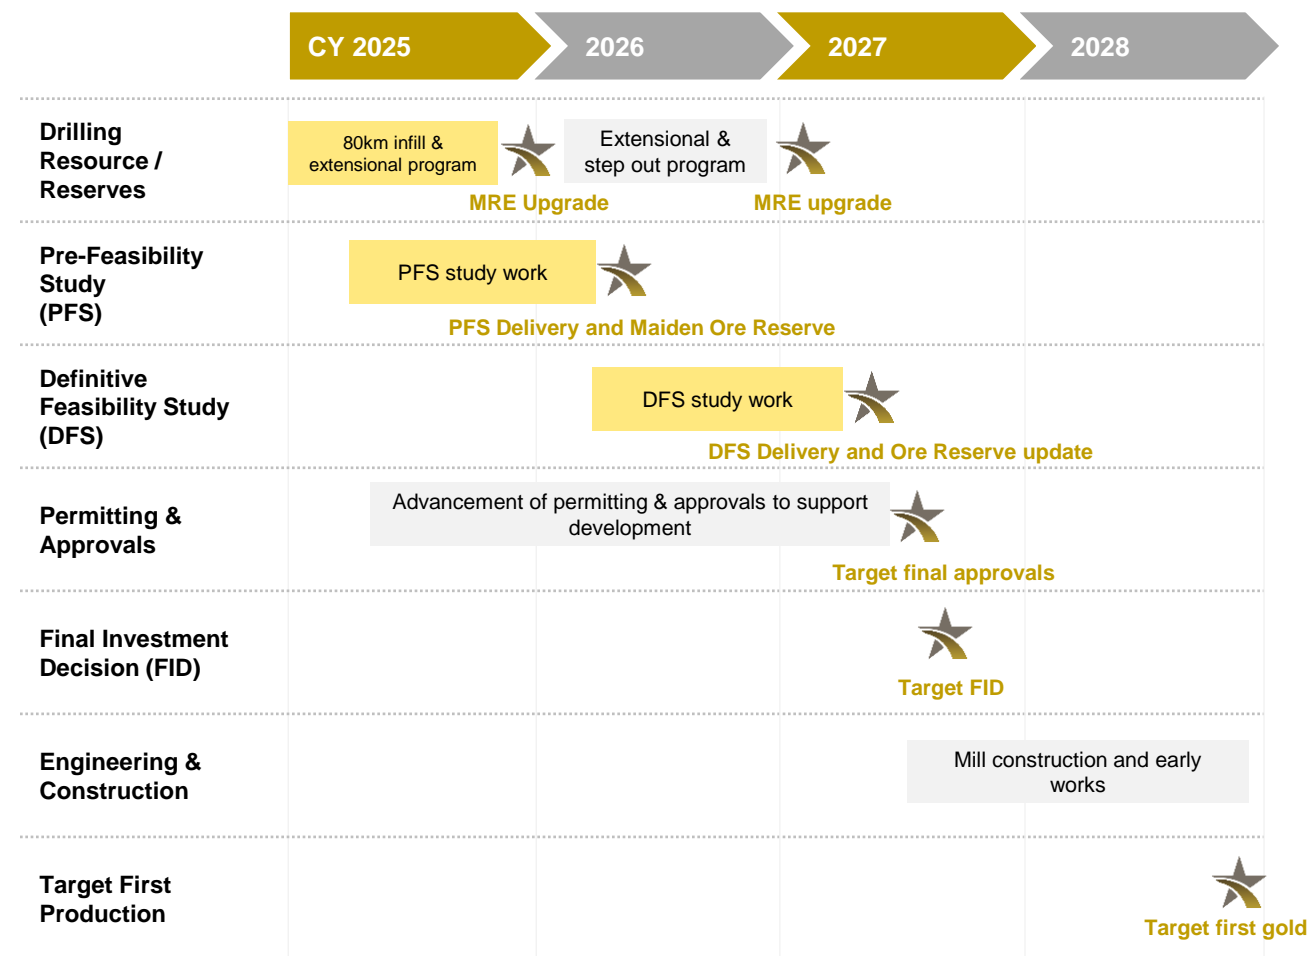 CY 2025
2026
2027
2028
Drilling
Resource /
Reserves
80km infill &
extensional program
MRE Upgrade
Extensional &
step out program
MRE upgrade
Pre-Feasibility
Study
(PFS)
PFS study work
PFS Delivery and Maiden Ore Reserve
Definitive
Feasibility Study
(DFS)
DFS study work
DFS Delivery and Ore Reserve update
Permitting &
Approvals
Advancement of permitting & approvals to support
development
Target final approvals
Final Investment
Decision (FID)
Target FID
Engineering &
Construction
Mill construction and early
works
Target First
Production
Target first gold